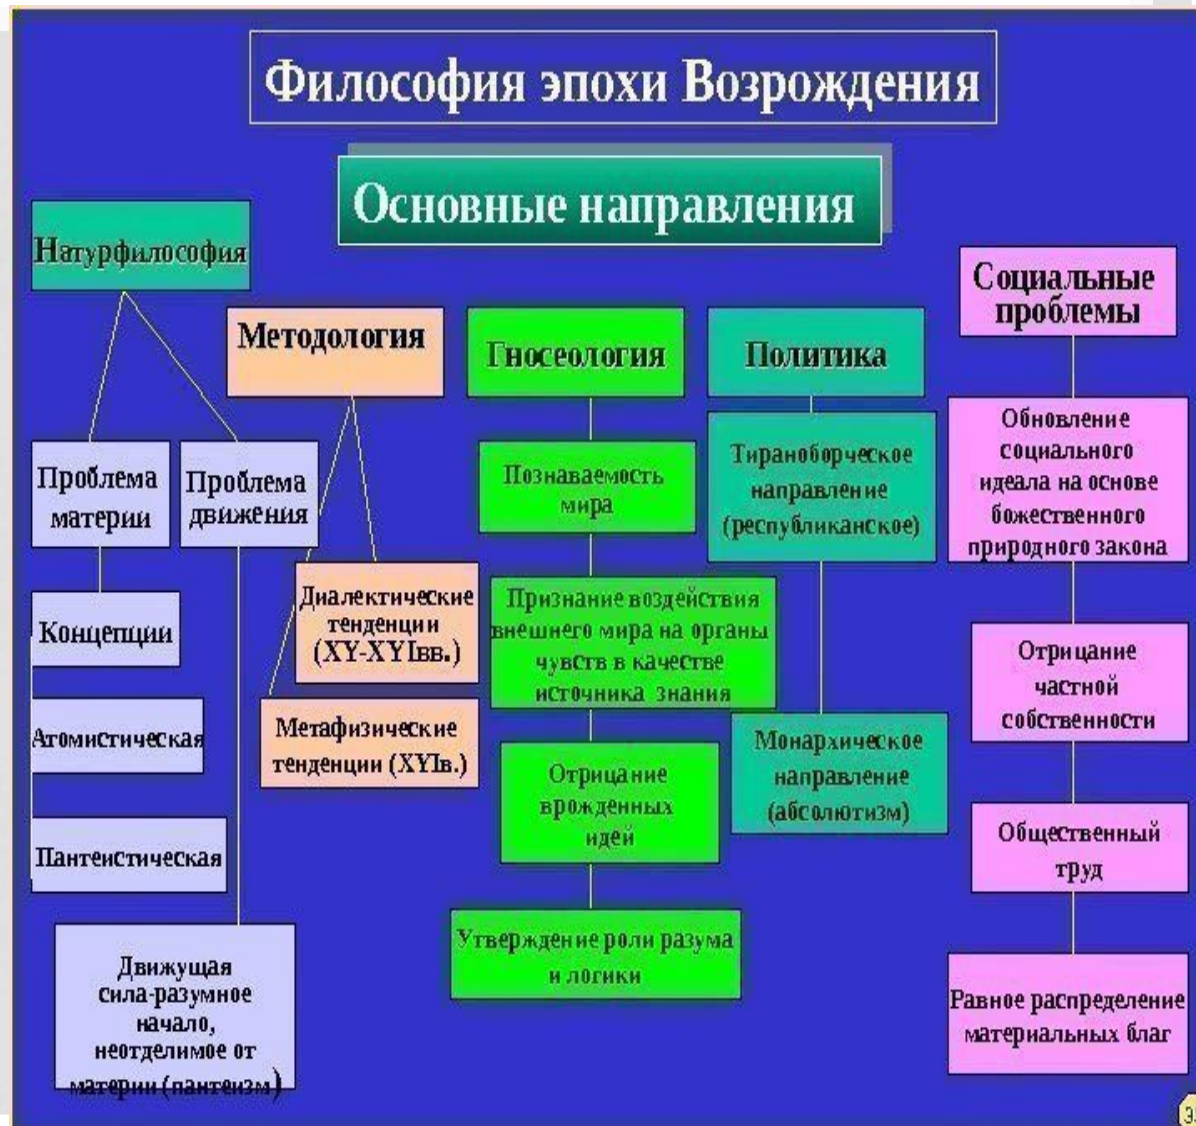 Философия эпохи Возрождения
Основные направления
Натурфилософия
Проблема
материи
Проблема
движения
Концепции
Атомистическая
Пантеистическая
Движущая
сила-разумное
начало,
неотделимое от
материи (пантеизм)
Методология
Диалектические
тенденции
(XY-XYIвв.)
Метафизические
тенденции (XYIв.)
Гносеология
Познаваемость
мира
Признание воздействия
внешнего мира на органы
чувств в качестве
источника знания
Отрицание
врожденных
идей
Утверждение роли разума
и логики
Политика
Тираноборческое
направление
(республиканское)
Монархическое
направление
(абсолютизм)
Социальные
проблемы
Обновление
социального
идеала на основе
божественного
природного закона
Отрицание
частной
собственности
Общественный
труд
Равное распределение
материальных благ